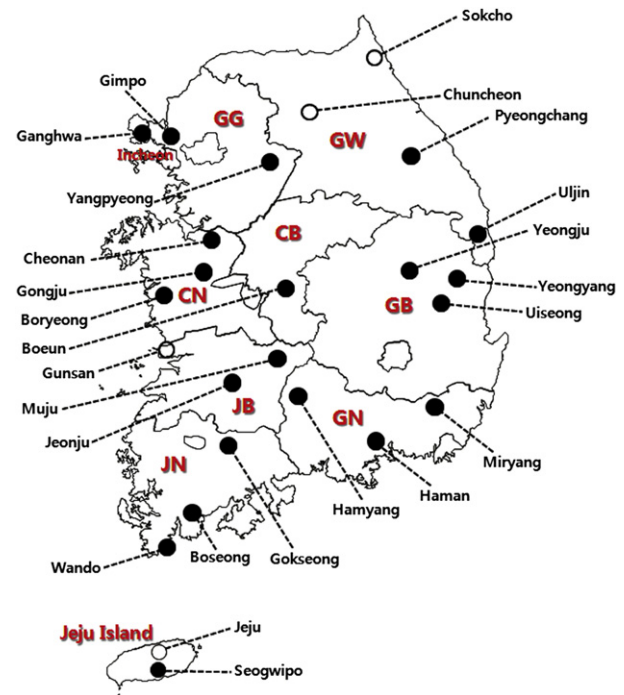 Sokcho
Gimpo
Chuncheon
GG
Pyeongchang
Ganghwa
GW
Incheon
Uljin
Yangpyeong
Yeongju
CB
Cheonan
Yeongyang
Gongju
CN
GB
Uiseong
Boryeong
Boeun
Gunsan
Muju
JB
GN
Jeonju
JN
Miryang
Haman
Hamyang
Boseong
Gokseong
Wando
Jeju Island
Jeju
Seogwipo